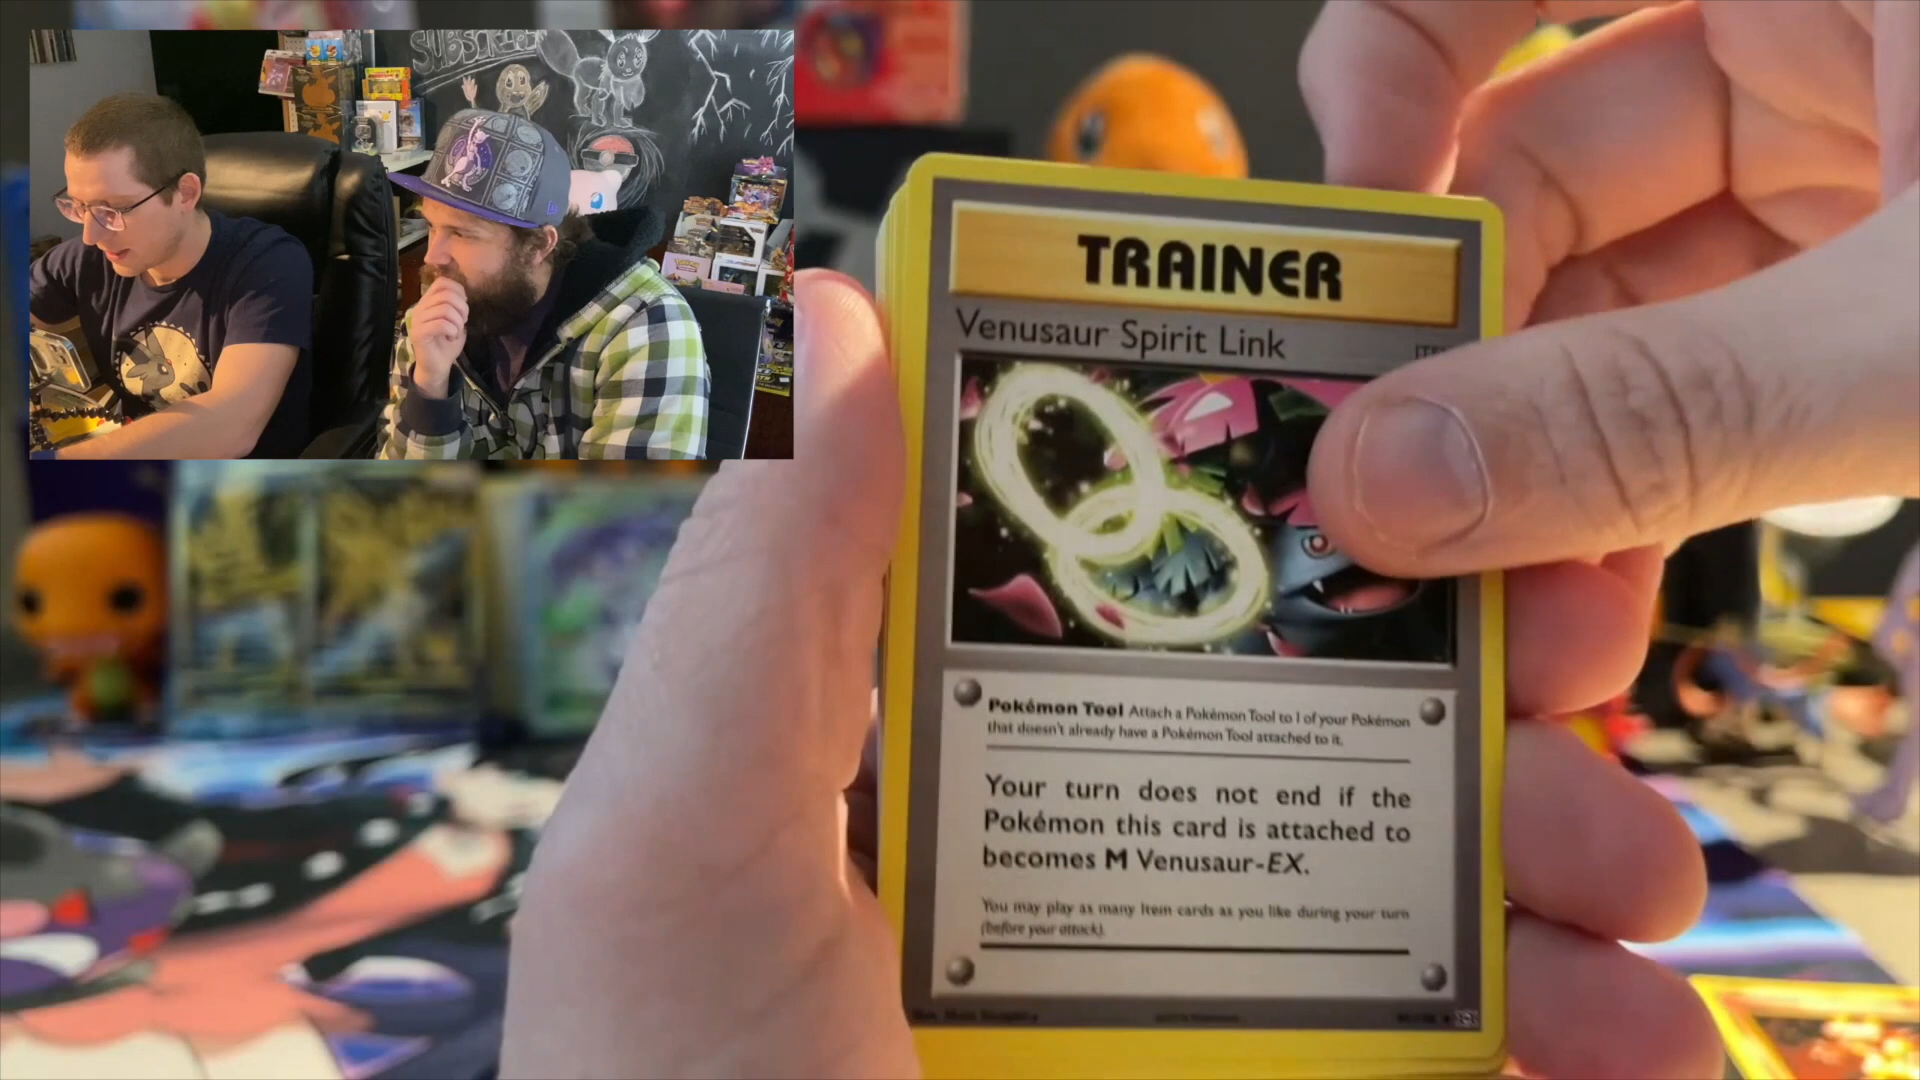 SUBSCRIBE
TRAINER
Venusaur Spirit Link
Pokémon Tool Attach a Pokémon Tool to 1 of your Pokémon
that doesn't already have a Pokémon Tool attached to it.
Your turn does not end if the
Pokémon this card is attached to
becomes M Venusaur-EX.
You may play as many Item cards as you like during your turn
(before your attack).